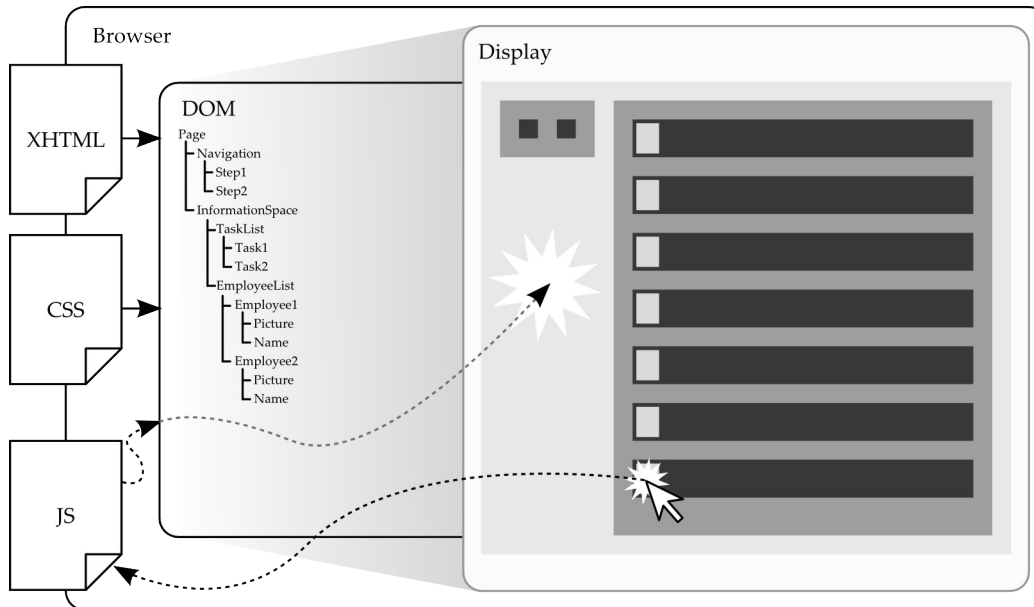 Browser
Display
XHTML
CSS
JS
DOM
Page
Navigation
Step1
Step2
InformationSpace
TaskList
Task1
Task2
EmployeeList
Employee1
Picture
Name
Employee2
Picture
Name